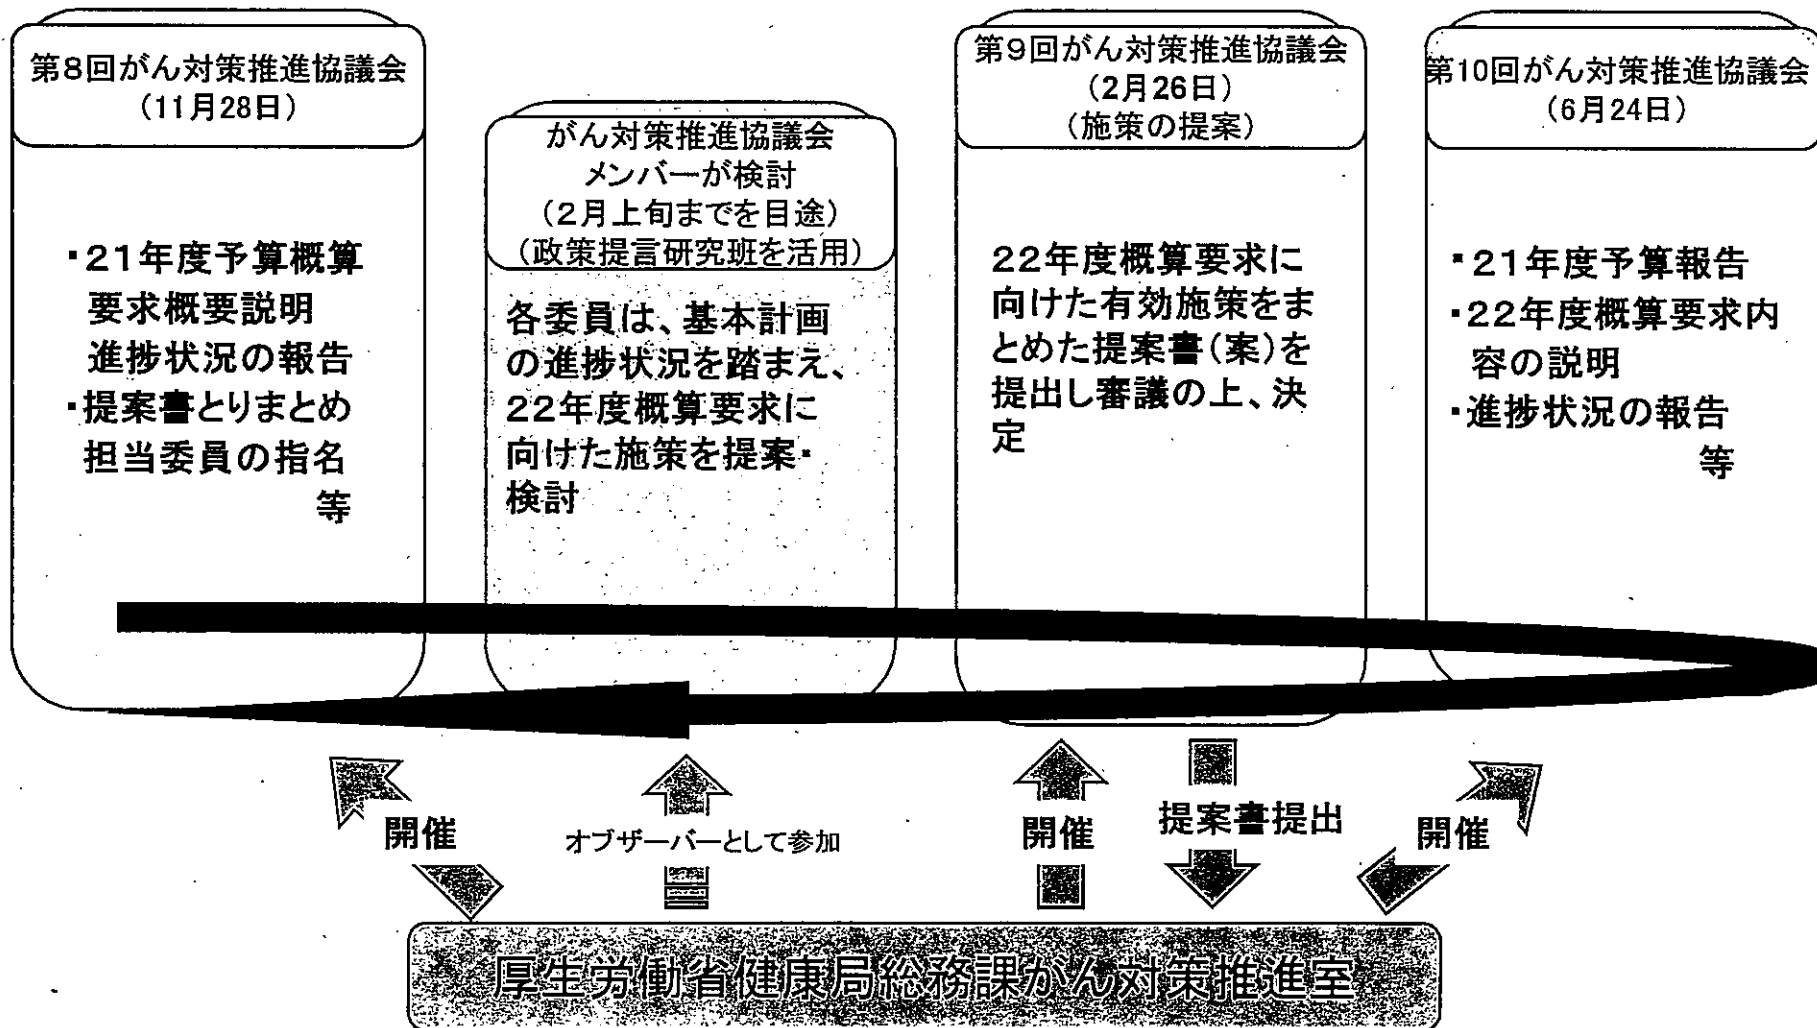 第8回がん対策推進協議会
(11月28日)
・21年度予算概算
要求概要説明
進捗状況の報告
・提案書とりまとめ
担当委員の指名
等
がん対策推進協議会
メンバーが検討
(2月上旬までを目途)
(政策提言研究班を活用)
各委員は、基本計画
の進捗状況を踏まえ、
22年度概算要求に
向けた施策を提案・
検討
第9回がん対策推進協議会
(2月26日)
(施策の提案)
22年度概算要求に
向けた有効施策をま
とめた提案書(案)を
提出し審議の上、決
定
第10回がん対策推進協議会
(6月24日)
・21年度予算報告
・22年度概算要求内
容の説明
・進捗状況の報告
等
開催
オブザーバーとして参加
開催
提案書提出
開催
厚生労働省健康局総務課がん対策推進室